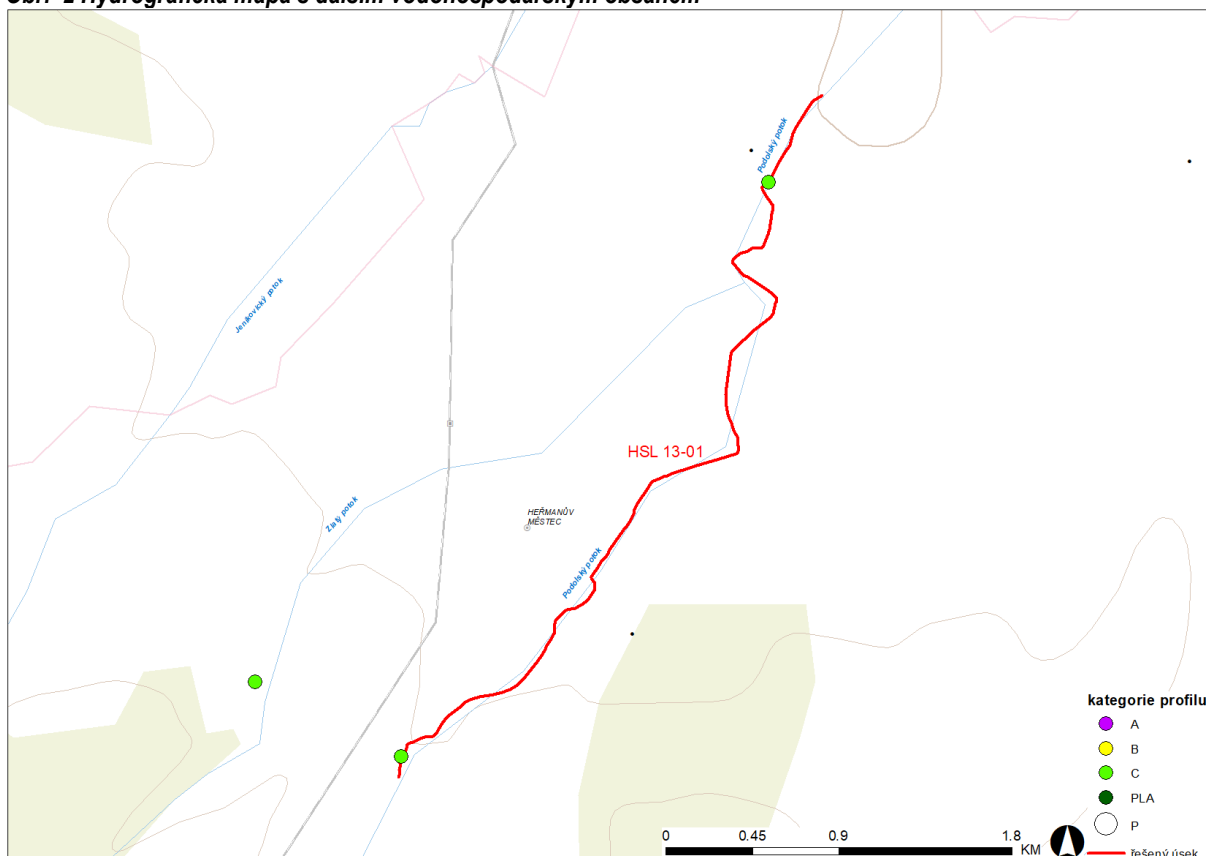 Podolský potok
Jeníkovický potok
HSL 13-01
Zlatý potok
HEŘMANŮV
MĚSTEC
Podolský potok
kategorie profilu
A
B
C
PLA
P
řešený úsek
0 0.45 0.9 1.8
KM